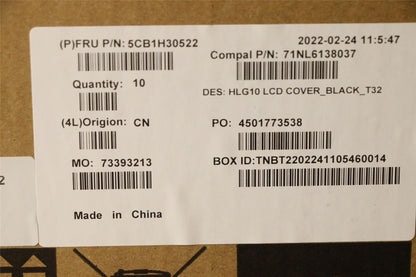 (P)FRU P/N: 5CB1H30522
2022-02-24 11:5:47
Compal P/N: 71NL6138037
Quantity: 10
DES: HLG10 LCD COVER_BLACK_T32
(4L)Origion: CN
PO: 4501773538
MO: 73393213
BOX ID:TNBT2202241105460014
2
Made in China